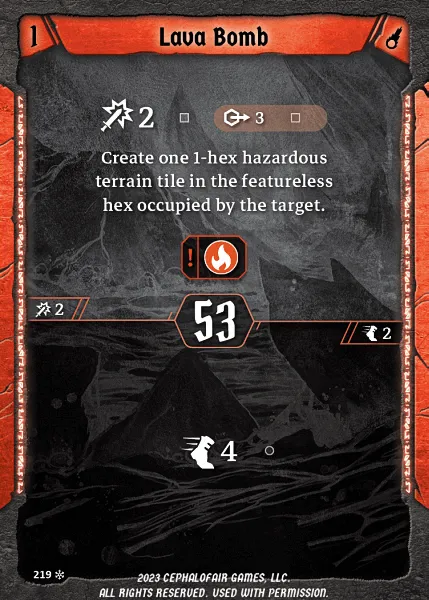 1
Lava Bomb
2
3
Create one 1-hex hazardous
terrain tile in the featureless
hex occupied by the target.
!
2
53
2
4
219
2023 CEPHALOFAIR GAMES, LLC.
ALL RIGHTS RESERVED. USED WITH PERMISSION.